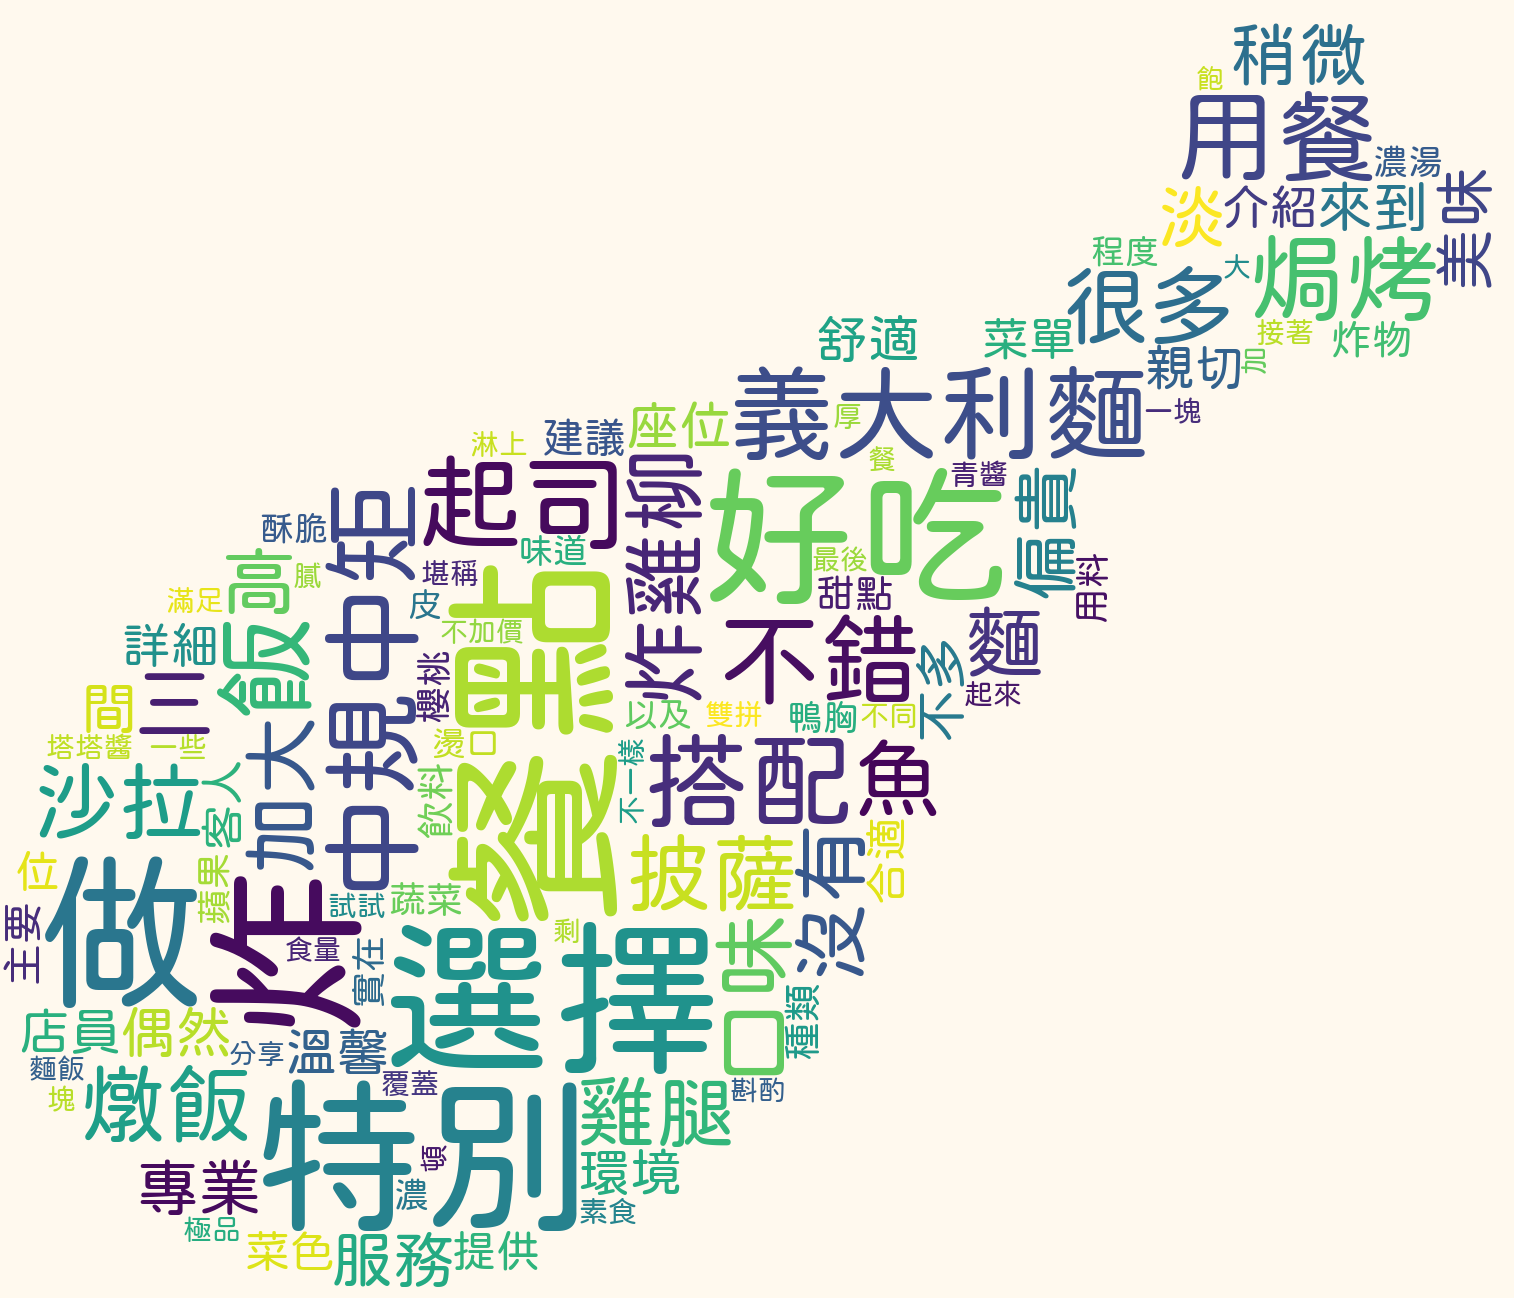 稍微
飽
用餐
濃湯
美味
淡
介紹
來到
程度
大
焗烤
很多
接著
炸物
舒適
菜單
親切
加
義大利麵
一塊
厚
座位
建議
淋上
餐
青醬
起司
炸雞柳
好吃
偏貴
中規中矩
酥脆
味道
最後
用料
高
膩
堪稱
甜點
滿足
皮
餐點
不加價
不錯
麵
詳細
飯
櫻桃
不多
起來
三
間
以及
雙拼
鴨胸
不同
加大
燙口
塔塔醬
一些
搭配
魚
不一樣
沙拉
客人
飲料
披薩
沒有
合適
位
做
蘋果
炸
試試
蔬菜
主要
剩
食量
實在
選擇
口味
種類
店員
偶然
分享
溫馨
麵飯
塊
燉飯
覆蓋
斟酌
特別
雞腿
頓
專業
濃
環境
極品
素食
菜色
服務
提供